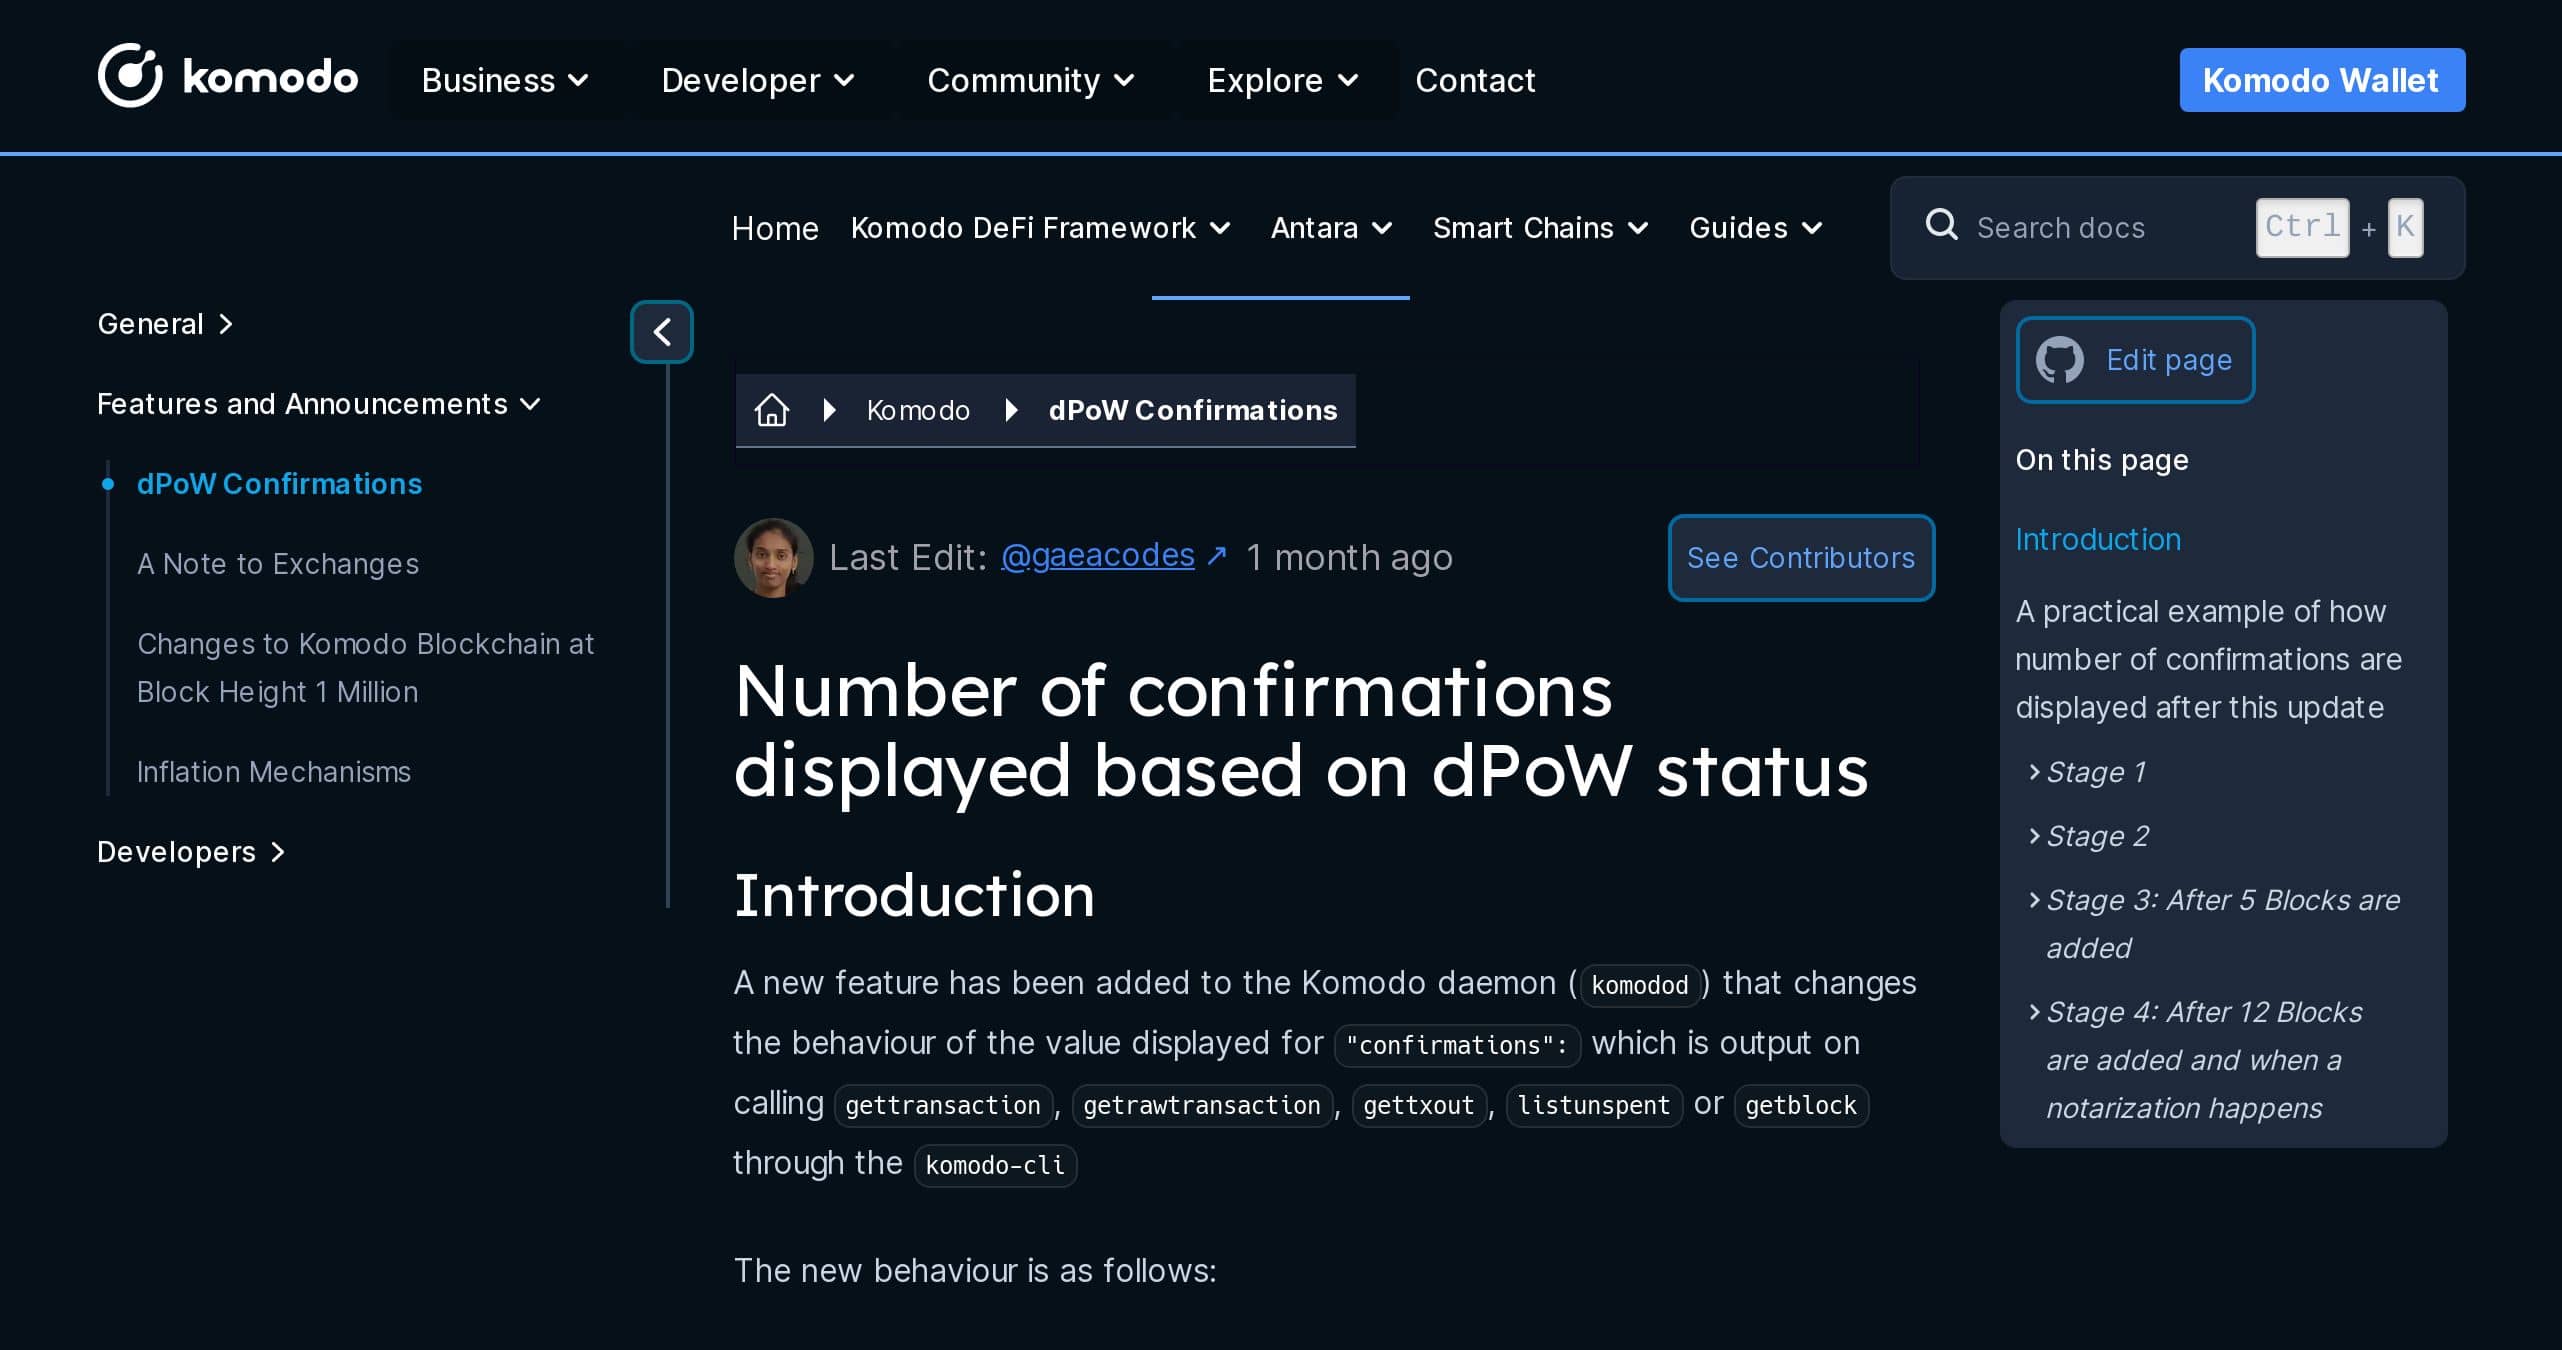 komodo
Business
Developer
Community
Explore
Contact
Komodo Wallet
Home
Komodo DeFi Framework
Antara
Smart Chains
Guides
Search docs
Ctrl + K
General
Features and Announcements
dPoW Confirmations
A Note to Exchanges
Changes to Komodo Blockchain at
Block Height 1 Million
Inflation Mechanisms
Developers
Komodo
dPoW Confirmations
Last Edit: @gaeacodes ↗ 1 month ago
See Contributors
Number of confirmations
displayed based on dPoW status
Introduction
A new feature has been added to the Komodo daemon (komodod) that changes
the behaviour of the value displayed for "confirmations": which is output on
calling gettransaction, getrawtransaction, gettxout, listunspent or getblock
through the komodo-cli
The new behaviour is as follows:
Edit page
On this page
Introduction
A practical example of how
number of confirmations are
displayed after this update
Stage 1
Stage 2
Stage 3: After 5 Blocks are
added
Stage 4: After 12 Blocks
are added and when a
notarization happens